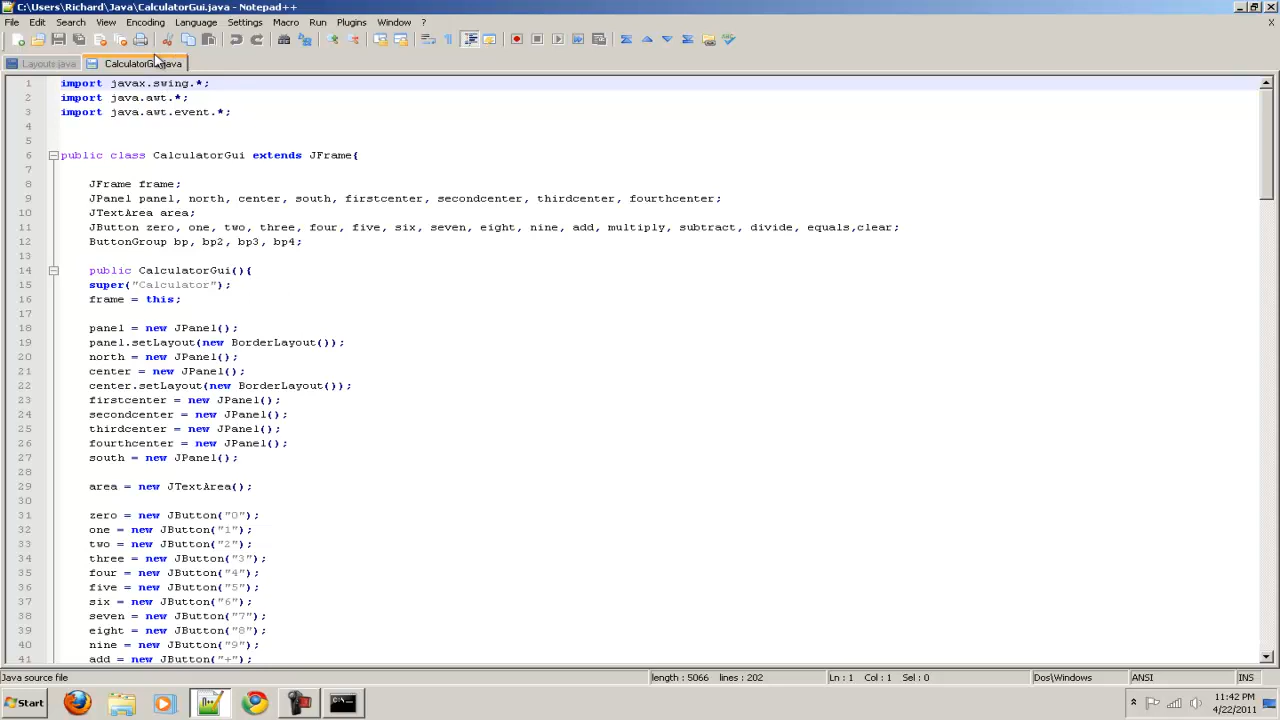 C:\Users\Richard\Java\CalculatorGui.java - Notepad++
File Edit Search View Encoding Language Settings Macro Run Plugins Window ?
Layouts.java CalculatorGui.java
1 import javax.swing.*;
2 import java.awt.*;
3 import java.awt.event.*;
4
5
6 public class CalculatorGui extends JFrame{
7
8 JFrame frame;
9 JPanel panel, north, center, south, firstcenter, secondcenter, thirdcenter, fourthcenter;
10 JTextArea area;
11 JButton zero, one, two, three, four, five, six, seven, eight, nine, add, multiply, subtract, divide, equals,clear;
12 ButtonGroup bp, bp2, bp3, bp4;
13
14 public CalculatorGui(){
15 super("Calculator");
16 frame = this;
17
18 panel = new JPanel();
19 panel.setLayout(new BorderLayout());
20 north = new JPanel();
21 center = new JPanel();
22 center.setLayout(new BorderLayout());
23 firstcenter = new JPanel();
24 secondcenter = new JPanel();
25 thirdcenter = new JPanel();
26 fourthcenter = new JPanel();
27 south = new JPanel();
28
29 area = new JTextArea();
30
31 zero = new JButton("0");
32 one = new JButton("1");
33 two = new JButton("2");
34 three = new JButton("3");
35 four = new JButton("4");
36 five = new JButton("5");
37 six = new JButton("6");
38 seven = new JButton("7");
39 eight = new JButton("8");
40 nine = new JButton("9");
41 add = new JButton("+");
Java source file length : 5066 lines : 202 Ln : 1 Col : 1 Sel : 0 Dos\Windows ANSI INS
Start 11:42 PM
4/22/2011